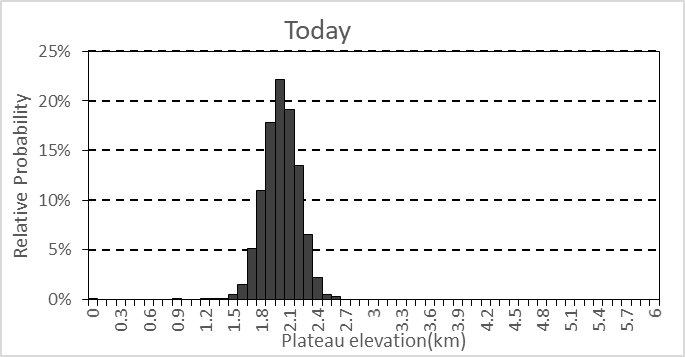 Today
25%
20%
15%
10%
5%
0%
Relative Probability
0 0.3 0.6 0.9 1.2 1.5 1.8 2.1 2.4 2.7 3 3.3 3.6 3.9 4.2 4.5 4.8 5.1 5.4 5.7 6
Plateau elevation(km)